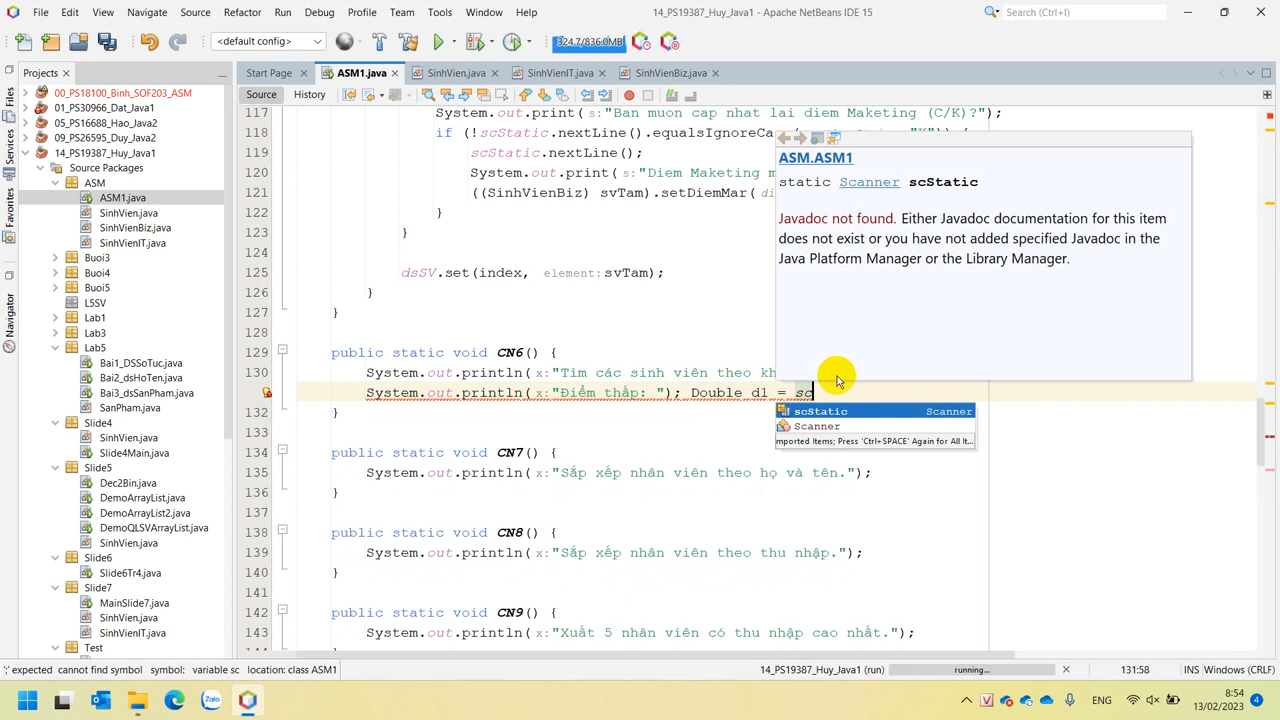 File Edit View Navigate Source Refactor Run Debug Profile Team Tools Window Help
14_PS19387_Huy_Java1 - Apache NetBeans IDE 15
Search (Ctrl+I)
<default config>
324.7/836.0MB
Projects
Start Page ASM1.java SinhVien.java SinhVienIT.java SinhVienBiz.java
Source History
Files
Services
Favorites
Navigator
00_PS18100_Binh_SOF203_ASM
01_PS30966_Dat_Java1
05_PS16688_Hao_Java2
09_PS26595_Duy_Java2
14_PS19387_Huy_Java1
Source Packages
ASM
ASM1.java
SinhVien.java
SinhVienBiz.java
SinhVienIT.java
Buoi3
Buoi4
Buoi5
L5SV
Lab1
Lab3
Lab5
Bai1_DSSoTuc.java
Bai2_dsHoTen.java
Bai3_dsSanPham.java
SanPham.java
Slide4
SinhVien.java
Slide4Main.java
Slide5
Dec2Bin.java
DemoArrayList.java
DemoArrayList2.java
DemoQLSVArrayList.java
SinhVien.java
Slide6
Slide6Tr4.java
Slide7
MainSlide7.java
SinhVien.java
SinhVienIT.java
Test
117 System.out.print(s:"Ban muon cap nhat lai diem Maketing (C/K)?");
118 if (!scStatic.nextLine().equalsIgnoreCa
119 scStatic.nextLine();
120 System.out.print(s:"Diem Maketing m
121 ((SinhVienBiz) svTam).setDiemMar(
122 }
123 }
124
125 dsSV.set(index, element:svTam);
126 }
127 }
128
129 public static void CN6() {
130 System.out.println(x:"Tìm các sinh viên theo kh
System.out.println(x:"Điểm thấp: "); Double d1 = sc
132 }
133
134 public static void CN7() {
135 System.out.println(x:"Sắp xếp nhân viên theo họ và tên.");
136 }
137
138 public static void CN8() {
139 System.out.println(x:"Sắp xếp nhân viên theo thu nhập.");
140 }
141
142 public static void CN9() {
143 System.out.println(x:"Xuất 5 nhân viên có thu nhập cao nhất.");
ASM.ASM1
static Scanner scStatic
Javadoc not found. Either Javadoc documentation for this item
does not exist or you have not added specified Javadoc in the
Java Platform Manager or the Library Manager.
scStatic Scanner
Scanner
mported Items; Press 'Ctrl+SPACE' Again for All It...
';' expected cannot find symbol symbol: variable sc location: class ASM1
14_PS19387_Huy_Java1 (run) running... 131:58 INS Windows (CRLF)
Zalo
ENG
8:54
13/02/2023
4